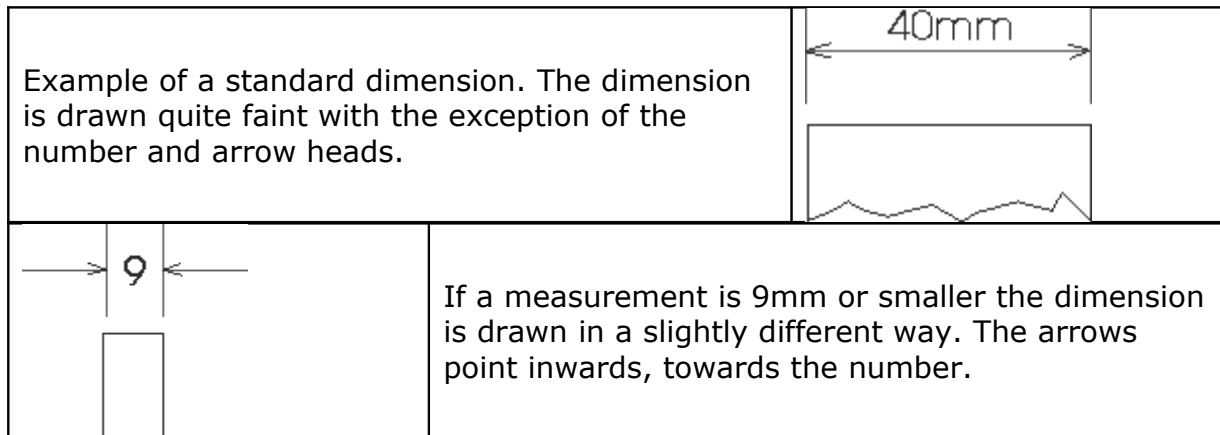 40mm
Example of a standard dimension. The dimension
is drawn quite faint with the exception of the
number and arrow heads.
9
If a measurement is 9mm or smaller the dimension
is drawn in a slightly different way. The arrows
point inwards, towards the number.